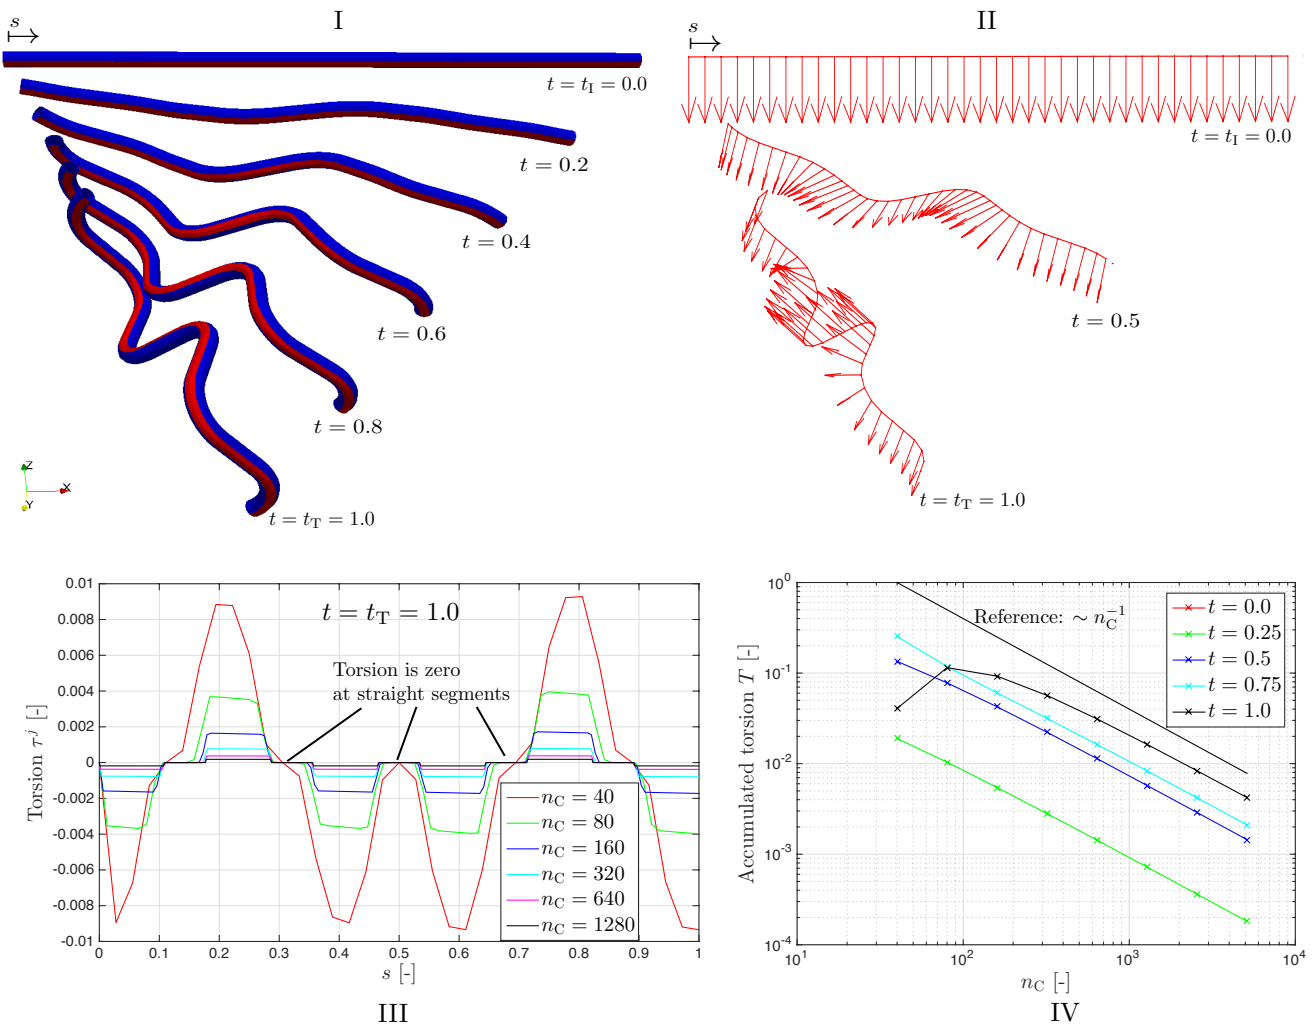 I
s
t = t_I = 0.0
t = 0.2
t = 0.4
t = 0.6
t = 0.8
t = t_T = 1.0
Z
X
Y
II
s
t = t_I = 0.0
t = 0.5
t = t_T = 1.0
t = t_T = 1.0
Torsion is zero
at straight segments
Torsion τ^j [-]
0.01
0.008
0.006
0.004
0.002
0
-0.002
-0.004
-0.006
-0.008
-0.01
n_C = 40
n_C = 80
n_C = 160
n_C = 320
n_C = 640
n_C = 1280
0 0.1 0.2 0.3 0.4 0.5 0.6 0.7 0.8 0.9 1
s [-]
III
Reference: ∼ n_C^{-1}
t = 0.0
t = 0.25
t = 0.5
t = 0.75
t = 1.0
Accumulated torsion T [-]
10^0
10^{-1}
10^{-2}
10^{-3}
10^{-4}
10^1 10^2 10^3 10^4
n_C [-]
IV